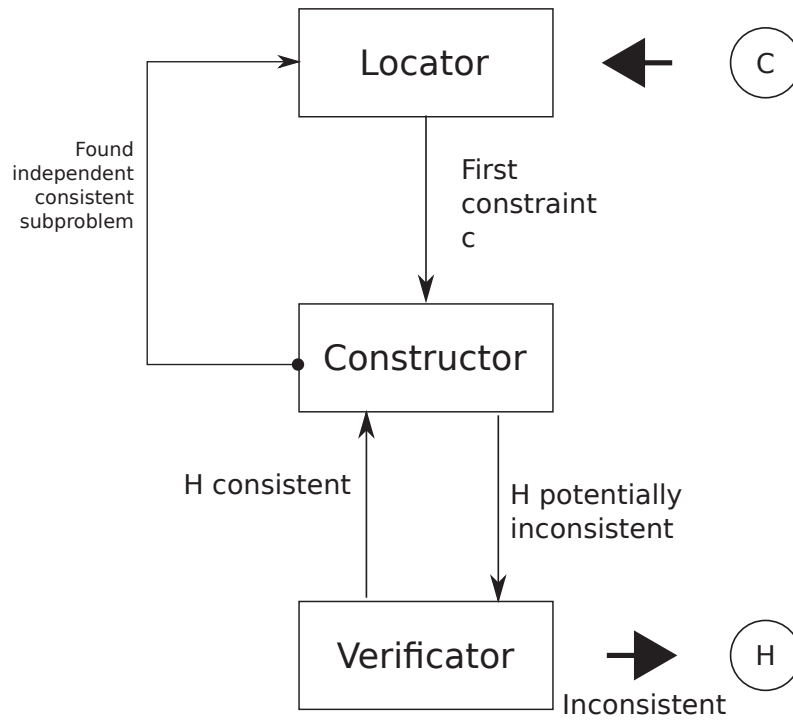 Locator
C
Found
independent
consistent
subproblem
First
constraint
c
Constructor
H consistent
H potentially
inconsistent
Verificator
H
Inconsistent